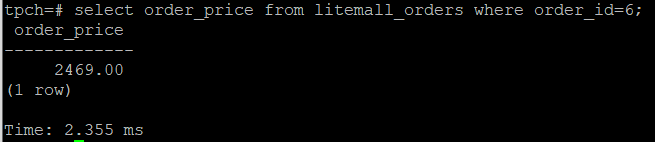 tpch=# select order_price from litemall_orders where order_id=6;
 order_price
-------------
     2469.00
(1 row)

Time: 2.355 ms